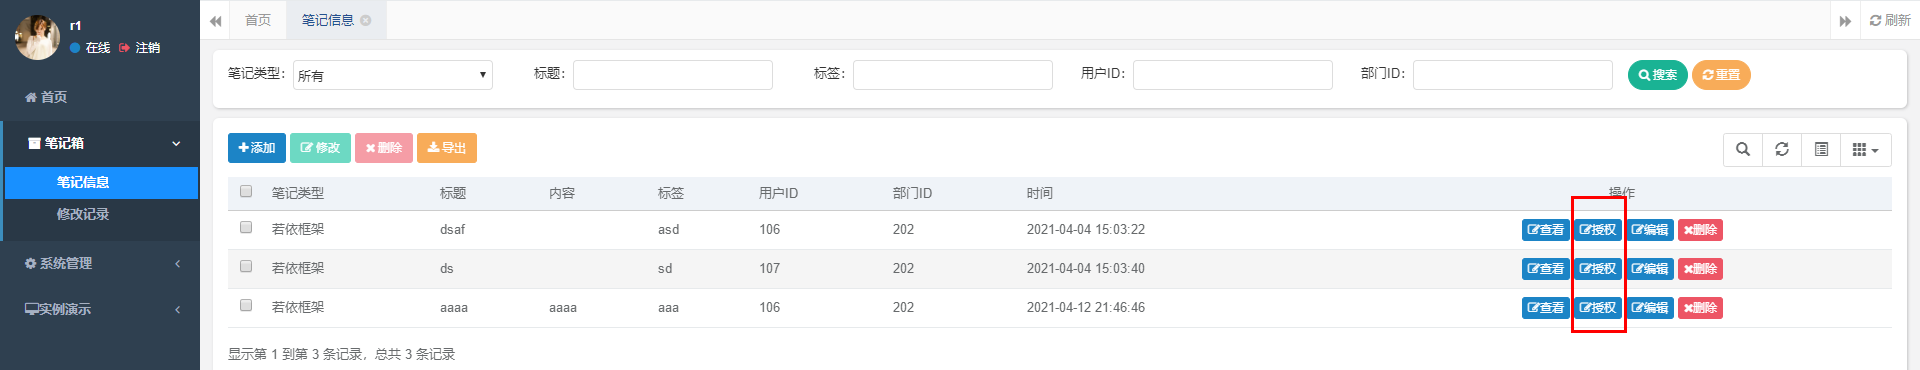 r1
在线 注销
首页
笔记箱
笔记信息
修改记录
系统管理
实例演示
首页 笔记信息 刷新
笔记类型： 所有 标题： 标签： 用户ID： 部门ID： 搜索 重置
添加 修改 删除 导出
笔记类型 标题 内容 标签 用户ID 部门ID 时间 操作
若依框架 dsaf asd 106 202 2021-04-04 15:03:22 查看 授权 编辑 删除
若依框架 ds sd 107 202 2021-04-04 15:03:40 查看 授权 编辑 删除
若依框架 aaaa aaaa aaa 106 202 2021-04-12 21:46:46 查看 授权 编辑 删除
显示第 1 到第 3 条记录，总共 3 条记录